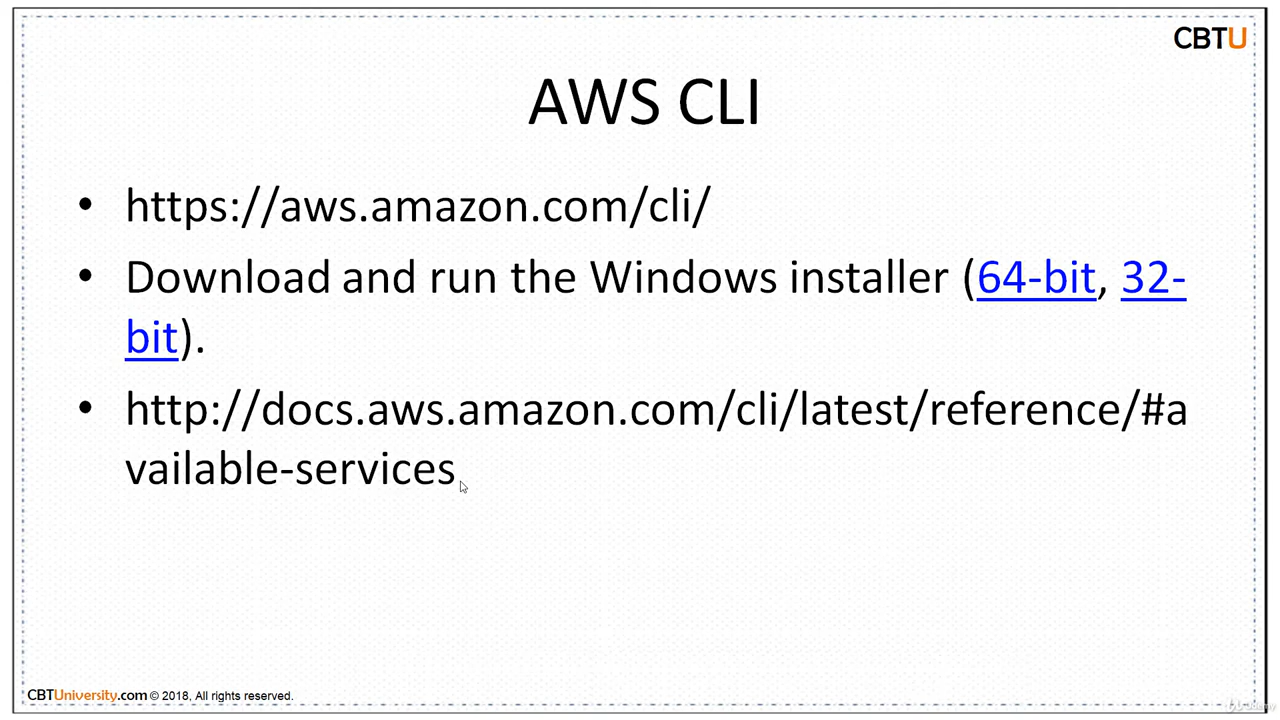 CBTU
AWS CLI
• https://aws.amazon.com/cli/
• Download and run the Windows installer (64-bit, 32-
bit).
• http://docs.aws.amazon.com/cli/latest/reference/#a
vailable-services
CBTUniversity.com © 2018, All rights reserved.
Udemy